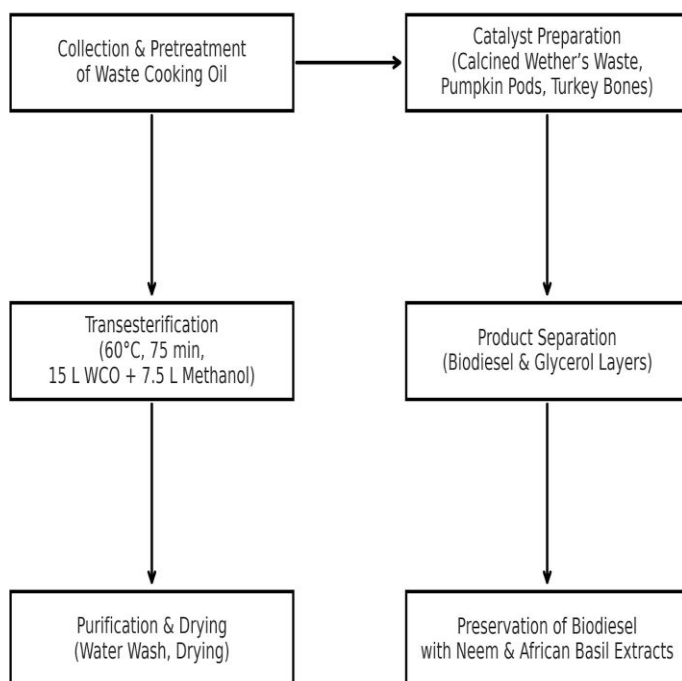 Collection & Pretreatment
of Waste Cooking Oil
Catalyst Preparation
(Calcined Wether’s Waste,
Pumpkin Pods, Turkey Bones)
Transesterification
(60°C, 75 min,
15 L WCO + 7.5 L Methanol)
Product Separation
(Biodiesel & Glycerol Layers)
Purification & Drying
(Water Wash, Drying)
Preservation of Biodiesel
with Neem & African Basil Extracts